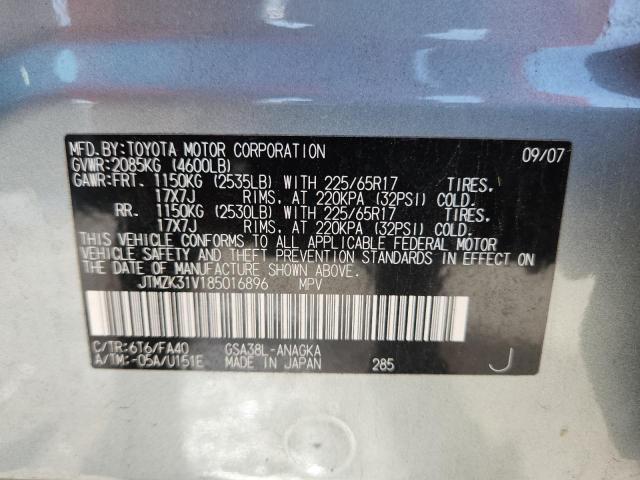 MFD.BY:TOYOTA MOTOR CORPORATION 09/07
GVWR:2085KG (4600LB)
GAWR:FRT. 1150KG (2535LB) WITH 225/65R17 TIRES.
17X7J RIMS. AT 220KPA (32PSI) COLD.
RR. 1150KG (2530LB) WITH 225/65R17 TIRES.
17X7J RIMS. AT 220KPA (32PSI) COLD.
THIS VEHICLE CONFORMS TO ALL APPLICABLE FEDERAL MOTOR
VEHICLE SAFETY AND THEFT PREVENTION STANDARDS IN EFFECT
ON THE DATE OF MANUFACTURE SHOWN ABOVE.
JTMZK31V185016896 MPV
C/TR:6T6/FA40 GSA38L-ANAGKA
A/TM:-05A/U151E MADE IN JAPAN 285 J